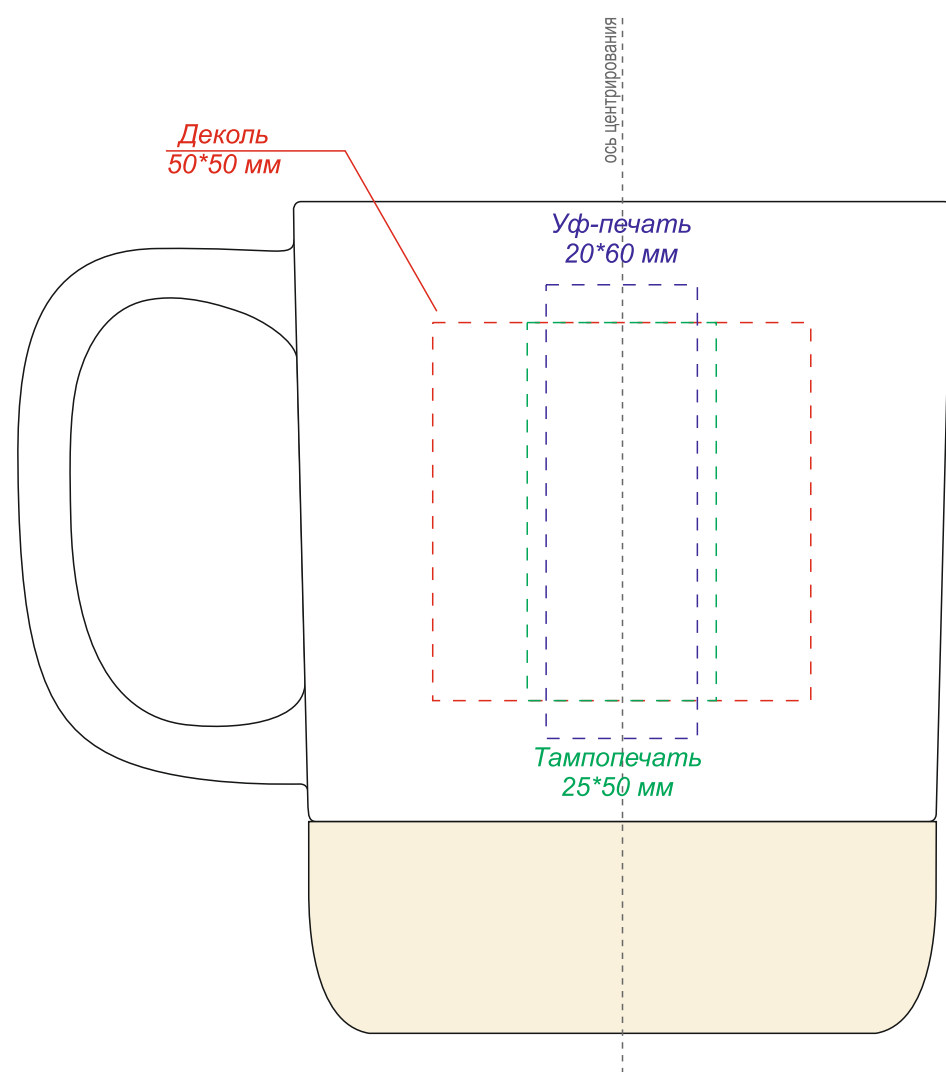 ось центрирования
Деколь
50*50 мм
Уф-печать
20*60 мм
Тампопечать
25*50 мм